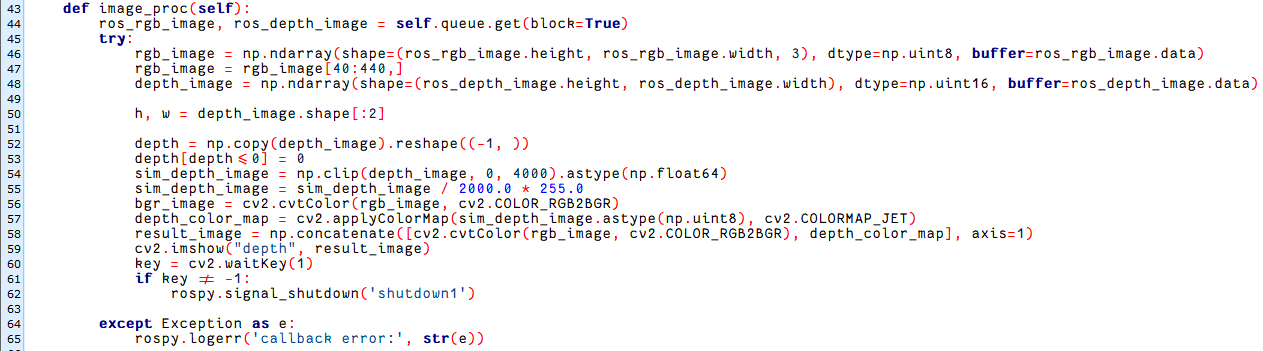 43 def image_proc(self):
44 ros_rgb_image, ros_depth_image = self.queue.get(block=True)
45 try:
46 rgb_image = np.ndarray(shape=(ros_rgb_image.height, ros_rgb_image.width, 3), dtype=np.uint8, buffer=ros_rgb_image.data)
47 rgb_image = rgb_image[40:440,]
48 depth_image = np.ndarray(shape=(ros_depth_image.height, ros_depth_image.width), dtype=np.uint16, buffer=ros_depth_image.data)
49
50 h, w = depth_image.shape[:2]
51
52 depth = np.copy(depth_image).reshape((-1, ))
53 depth[depth⩽0] = 0
54 sim_depth_image = np.clip(depth_image, 0, 4000).astype(np.float64)
55 sim_depth_image = sim_depth_image / 2000.0 * 255.0
56 bgr_image = cv2.cvtColor(rgb_image, cv2.COLOR_RGB2BGR)
57 depth_color_map = cv2.applyColorMap(sim_depth_image.astype(np.uint8), cv2.COLORMAP_JET)
58 result_image = np.concatenate([cv2.cvtColor(rgb_image, cv2.COLOR_RGB2BGR), depth_color_map], axis=1)
59 cv2.imshow("depth", result_image)
60 key = cv2.waitKey(1)
61 if key ≠ -1:
62 rospy.signal_shutdown('shutdown1')
63
64 except Exception as e:
65 rospy.logerr('callback error:', str(e))